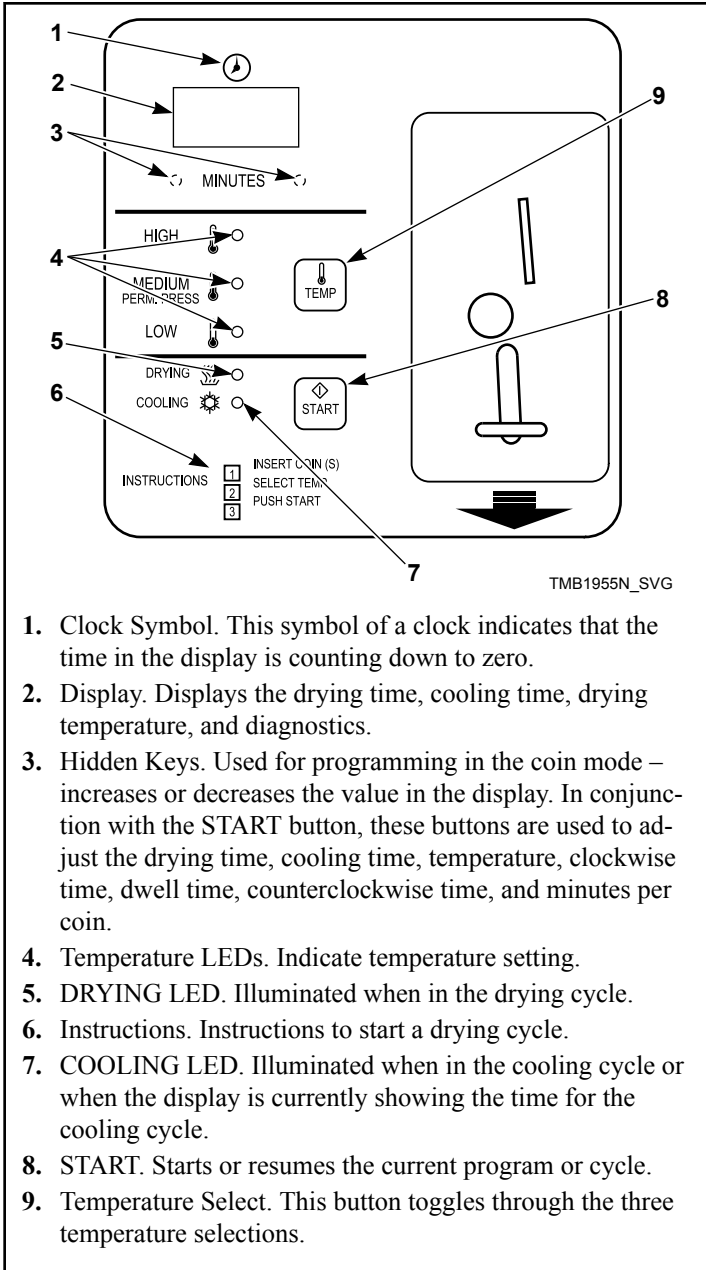 1
2
3
4
5
6
7
8
9
MINUTES
HIGH
MEDIUM
PERM. PRESS
LOW
TEMP
DRYING
COOLING
START
INSTRUCTIONS
1 INSERT COIN (S)
2 SELECT TEMP.
3 PUSH START
TMB1955N_SVG
1. Clock Symbol. This symbol of a clock indicates that the
time in the display is counting down to zero.
2. Display. Displays the drying time, cooling time, drying
temperature, and diagnostics.
3. Hidden Keys. Used for programming in the coin mode –
increases or decreases the value in the display. In conjunc-
tion with the START button, these buttons are used to ad-
just the drying time, cooling time, temperature, clockwise
time, dwell time, counterclockwise time, and minutes per
coin.
4. Temperature LEDs. Indicate temperature setting.
5. DRYING LED. Illuminated when in the drying cycle.
6. Instructions. Instructions to start a drying cycle.
7. COOLING LED. Illuminated when in the cooling cycle or
when the display is currently showing the time for the
cooling cycle.
8. START. Starts or resumes the current program or cycle.
9. Temperature Select. This button toggles through the three
temperature selections.